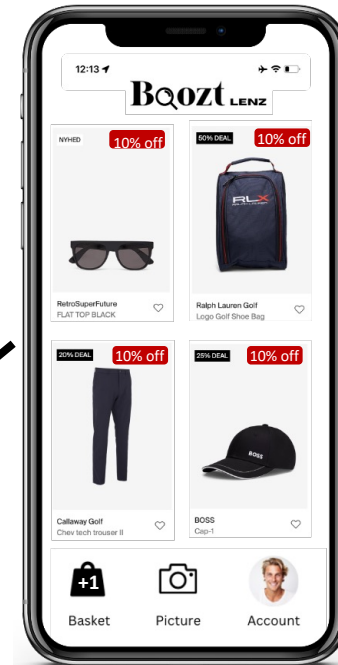 12:13
Boozt LENZ
NYHED
10% off
50% DEAL
10% off
RLX
RetroSuperFuture
FLAT TOP BLACK
Ralph Lauren Golf
Logo Golf Shoe Bag
20% DEAL
10% off
25% DEAL
10% off
BOSS
Callaway Golf
Chev tech trouser II
BOSS
Cap-1
+1
Basket
Picture
Account